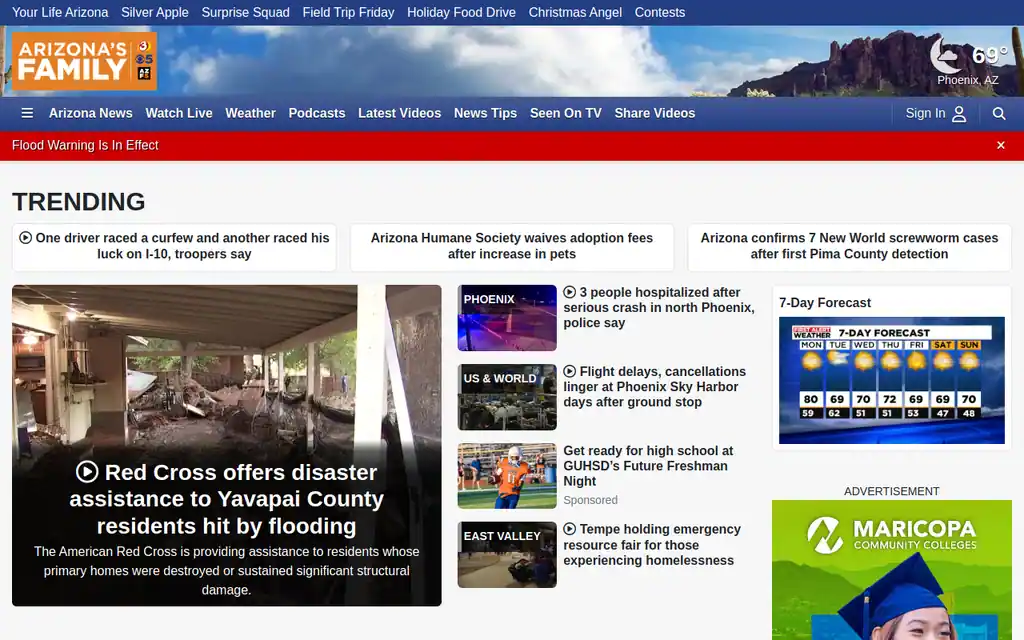 Your Life Arizona Silver Apple Surprise Squad Field Trip Friday Holiday Food Drive Christmas Angel Contests
ARIZONA'S
FAMILY
3
5
AZ
69°
Phoenix, AZ
Arizona News Watch Live Weather Podcasts Latest Videos News Tips Seen On TV Share Videos Sign In
Flood Warning Is In Effect
TRENDING
One driver raced a curfew and another raced his
luck on I-10, troopers say
Arizona Humane Society waives adoption fees
after increase in pets
Arizona confirms 7 New World screwworm cases
after first Pima County detection
Red Cross offers disaster
assistance to Yavapai County
residents hit by flooding
The American Red Cross is providing assistance to residents whose
primary homes were destroyed or sustained significant structural
damage.
PHOENIX
3 people hospitalized after
serious crash in north Phoenix,
police say
US & WORLD
Flight delays, cancellations
linger at Phoenix Sky Harbor
days after ground stop
Get ready for high school at
GUHSD's Future Freshman
Night
Sponsored
EAST VALLEY
Tempe holding emergency
resource fair for those
experiencing homelessness
7-Day Forecast
FIRST ALERT
WEATHER
7-DAY FORECAST
MON TUE WED THU FRI SAT SUN
80 69 70 72 69 69 70
59 62 51 51 53 47 48
ADVERTISEMENT
MARICOPA
COMMUNITY COLLEGES